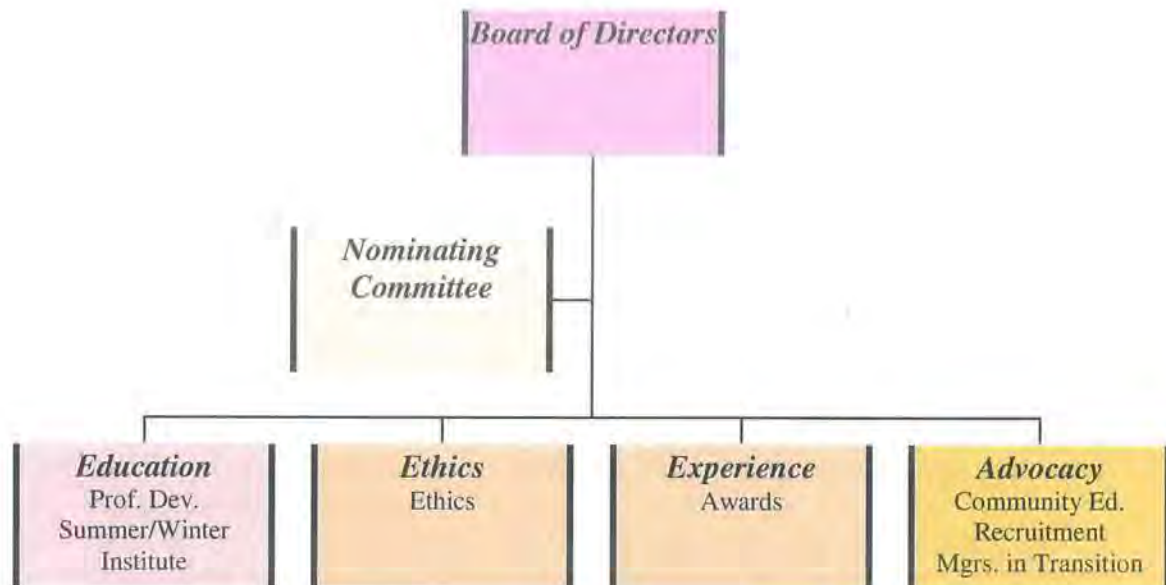 Board of Directors
Nominating
Committee
Education
Prof. Dev.
Summer/Winter
Institute
Ethics
Ethics
Experience
Awards
Advocacy
Community Ed.
Recruitment
Mgrs. in Transition